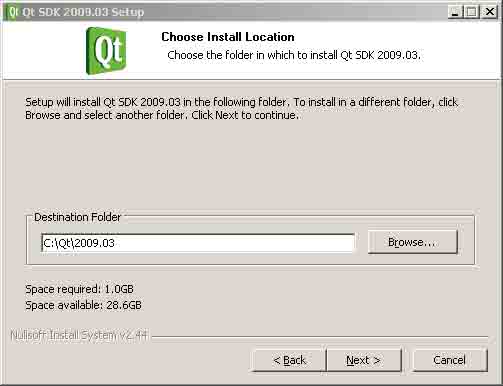 Qt Qt SDK 2009.03 Setup
Qt
Choose Install Location
Choose the folder in which to install Qt SDK 2009.03.
Setup will install Qt SDK 2009.03 in the following folder. To install in a different folder, click
Browse and select another folder. Click Next to continue.
Destination Folder
C:\Qt\2009.03
Browse...
Space required: 1.0GB
Space available: 28.6GB
Nullsoft Install System v2.44
< Back
Next >
Cancel